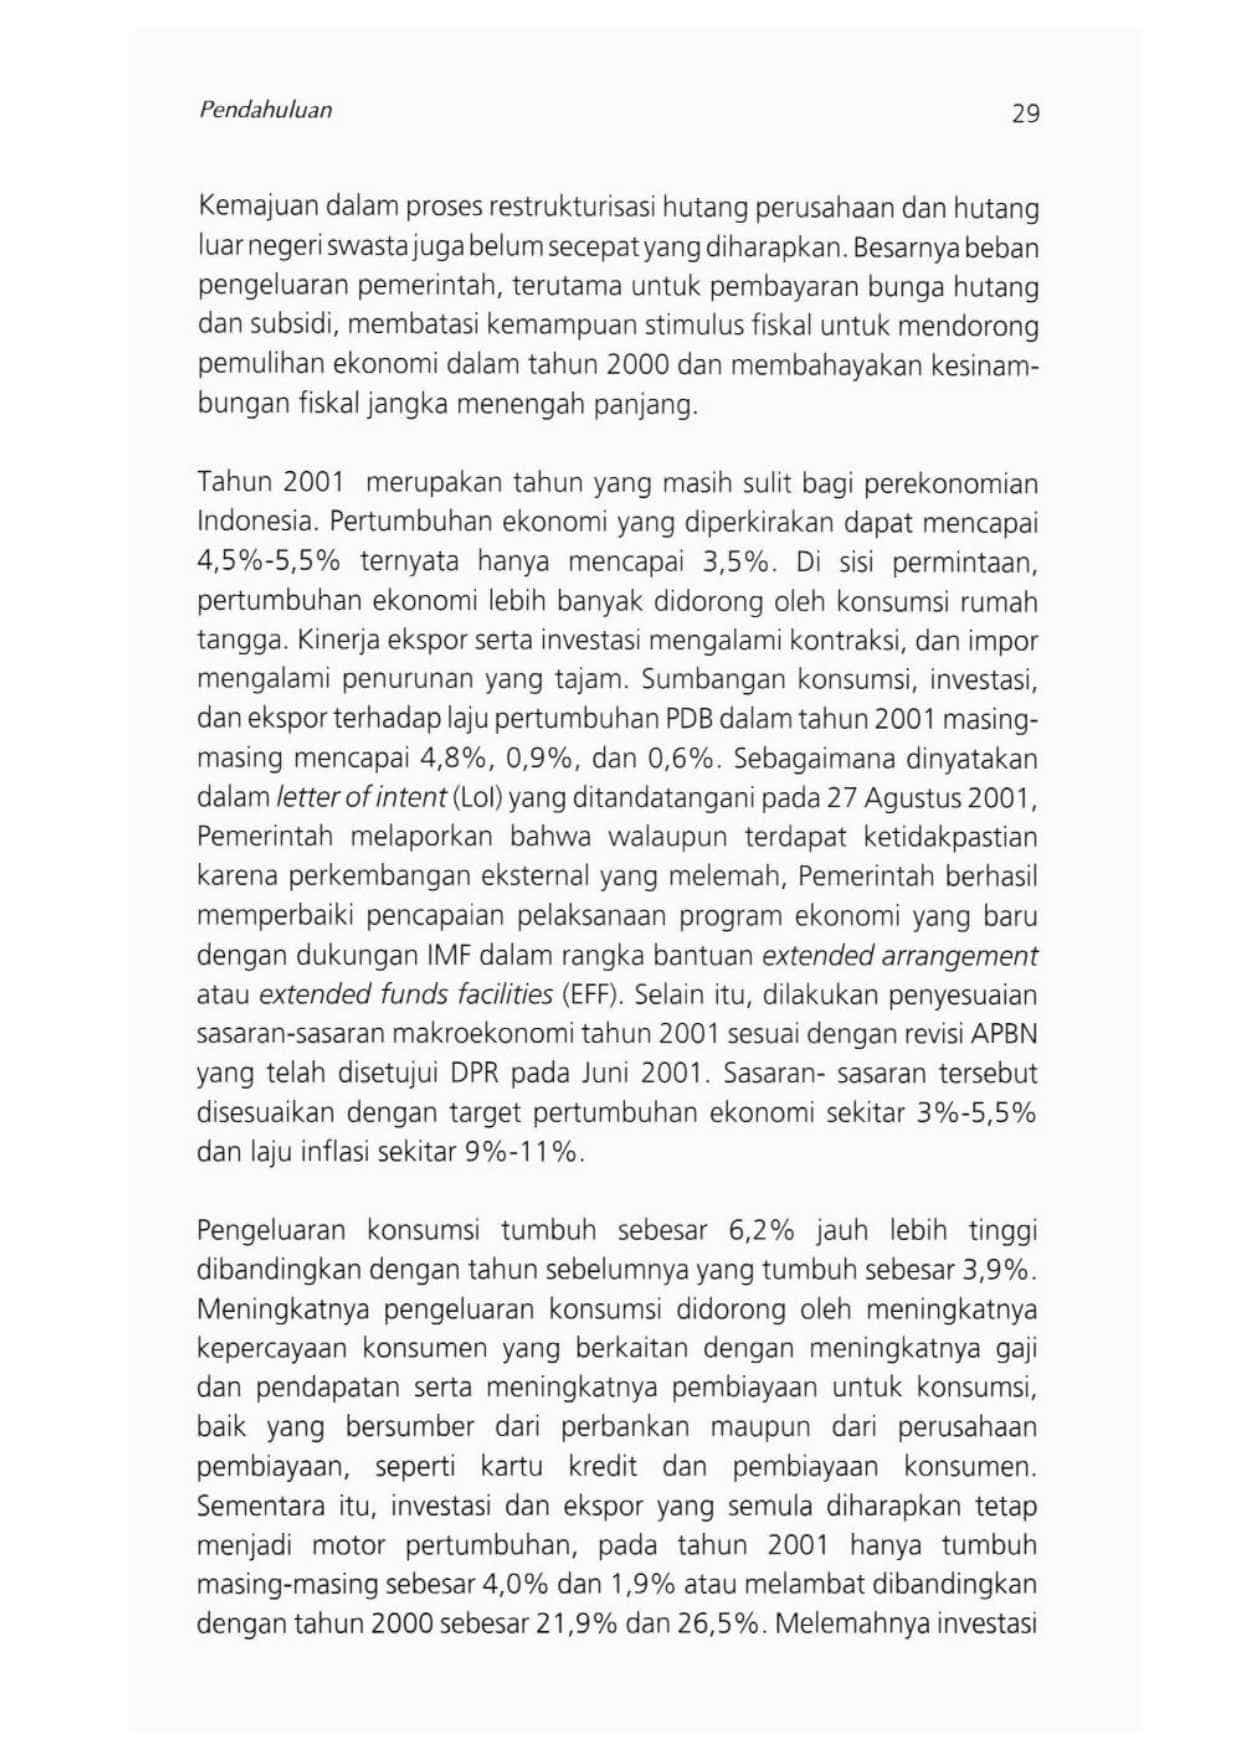 Pendahuluan 29
Kemajuan dalam proses restrukturisasi hutang perusahaan dan hutang
luar negeri swasta juga belum secepat yang diharapkan. Besarnya beban
pengeluaran pemerintah, terutama untuk pembayaran bunga hutang
dan subsidi, membatasi kemampuan stimulus fiskal untuk mendorong
pemulihan ekonomi dalam tahun 2000 dan membahayakan kesinam-
bungan fiskal jangka menengah panjang.
Tahun 2001 merupakan tahun yang masih sulit bagi perekonomian
Indonesia. Pertumbuhan ekonomi yang diperkirakan dapat mencapai
4,5%-5,5% ternyata hanya mencapai 3,5%. Di sisi permintaan,
pertumbuhan ekonomi lebih banyak didorong oleh konsumsi rumah
tangga. Kinerja ekspor serta investasi mengalami kontraksi, dan impor
mengalami penurunan yang tajam. Sumbangan konsumsi, investasi,
dan ekspor terhadap laju pertumbuhan PDB dalam tahun 2001 masing-
masing mencapai 4,8%, 0,9%, dan 0,6%. Sebagaimana dinyatakan
dalam letter of intent (LoI) yang ditandatangani pada 27 Agustus 2001,
Pemerintah melaporkan bahwa walaupun terdapat ketidakpastian
karena perkembangan eksternal yang melemah, Pemerintah berhasil
memperbaiki pencapaian pelaksanaan program ekonomi yang baru
dengan dukungan IMF dalam rangka bantuan extended arrangement
atau extended funds facilities (EFF). Selain itu, dilakukan penyesuaian
sasaran-sasaran makroekonomi tahun 2001 sesuai dengan revisi APBN
yang telah disetujui DPR pada Juni 2001. Sasaran- sasaran tersebut
disesuaikan dengan target pertumbuhan ekonomi sekitar 3%-5,5%
dan laju inflasi sekitar 9%-11%.
Pengeluaran konsumsi tumbuh sebesar 6,2% jauh lebih tinggi
dibandingkan dengan tahun sebelumnya yang tumbuh sebesar 3,9%.
Meningkatnya pengeluaran konsumsi didorong oleh meningkatnya
kepercayaan konsumen yang berkaitan dengan meningkatnya gaji
dan pendapatan serta meningkatnya pembiayaan untuk konsumsi,
baik yang bersumber dari perbankan maupun dari perusahaan
pembiayaan, seperti kartu kredit dan pembiayaan konsumen.
Sementara itu, investasi dan ekspor yang semula diharapkan tetap
menjadi motor pertumbuhan, pada tahun 2001 hanya tumbuh
masing-masing sebesar 4,0% dan 1,9% atau melambat dibandingkan
dengan tahun 2000 sebesar 21,9% dan 26,5%. Melemahnya investasi